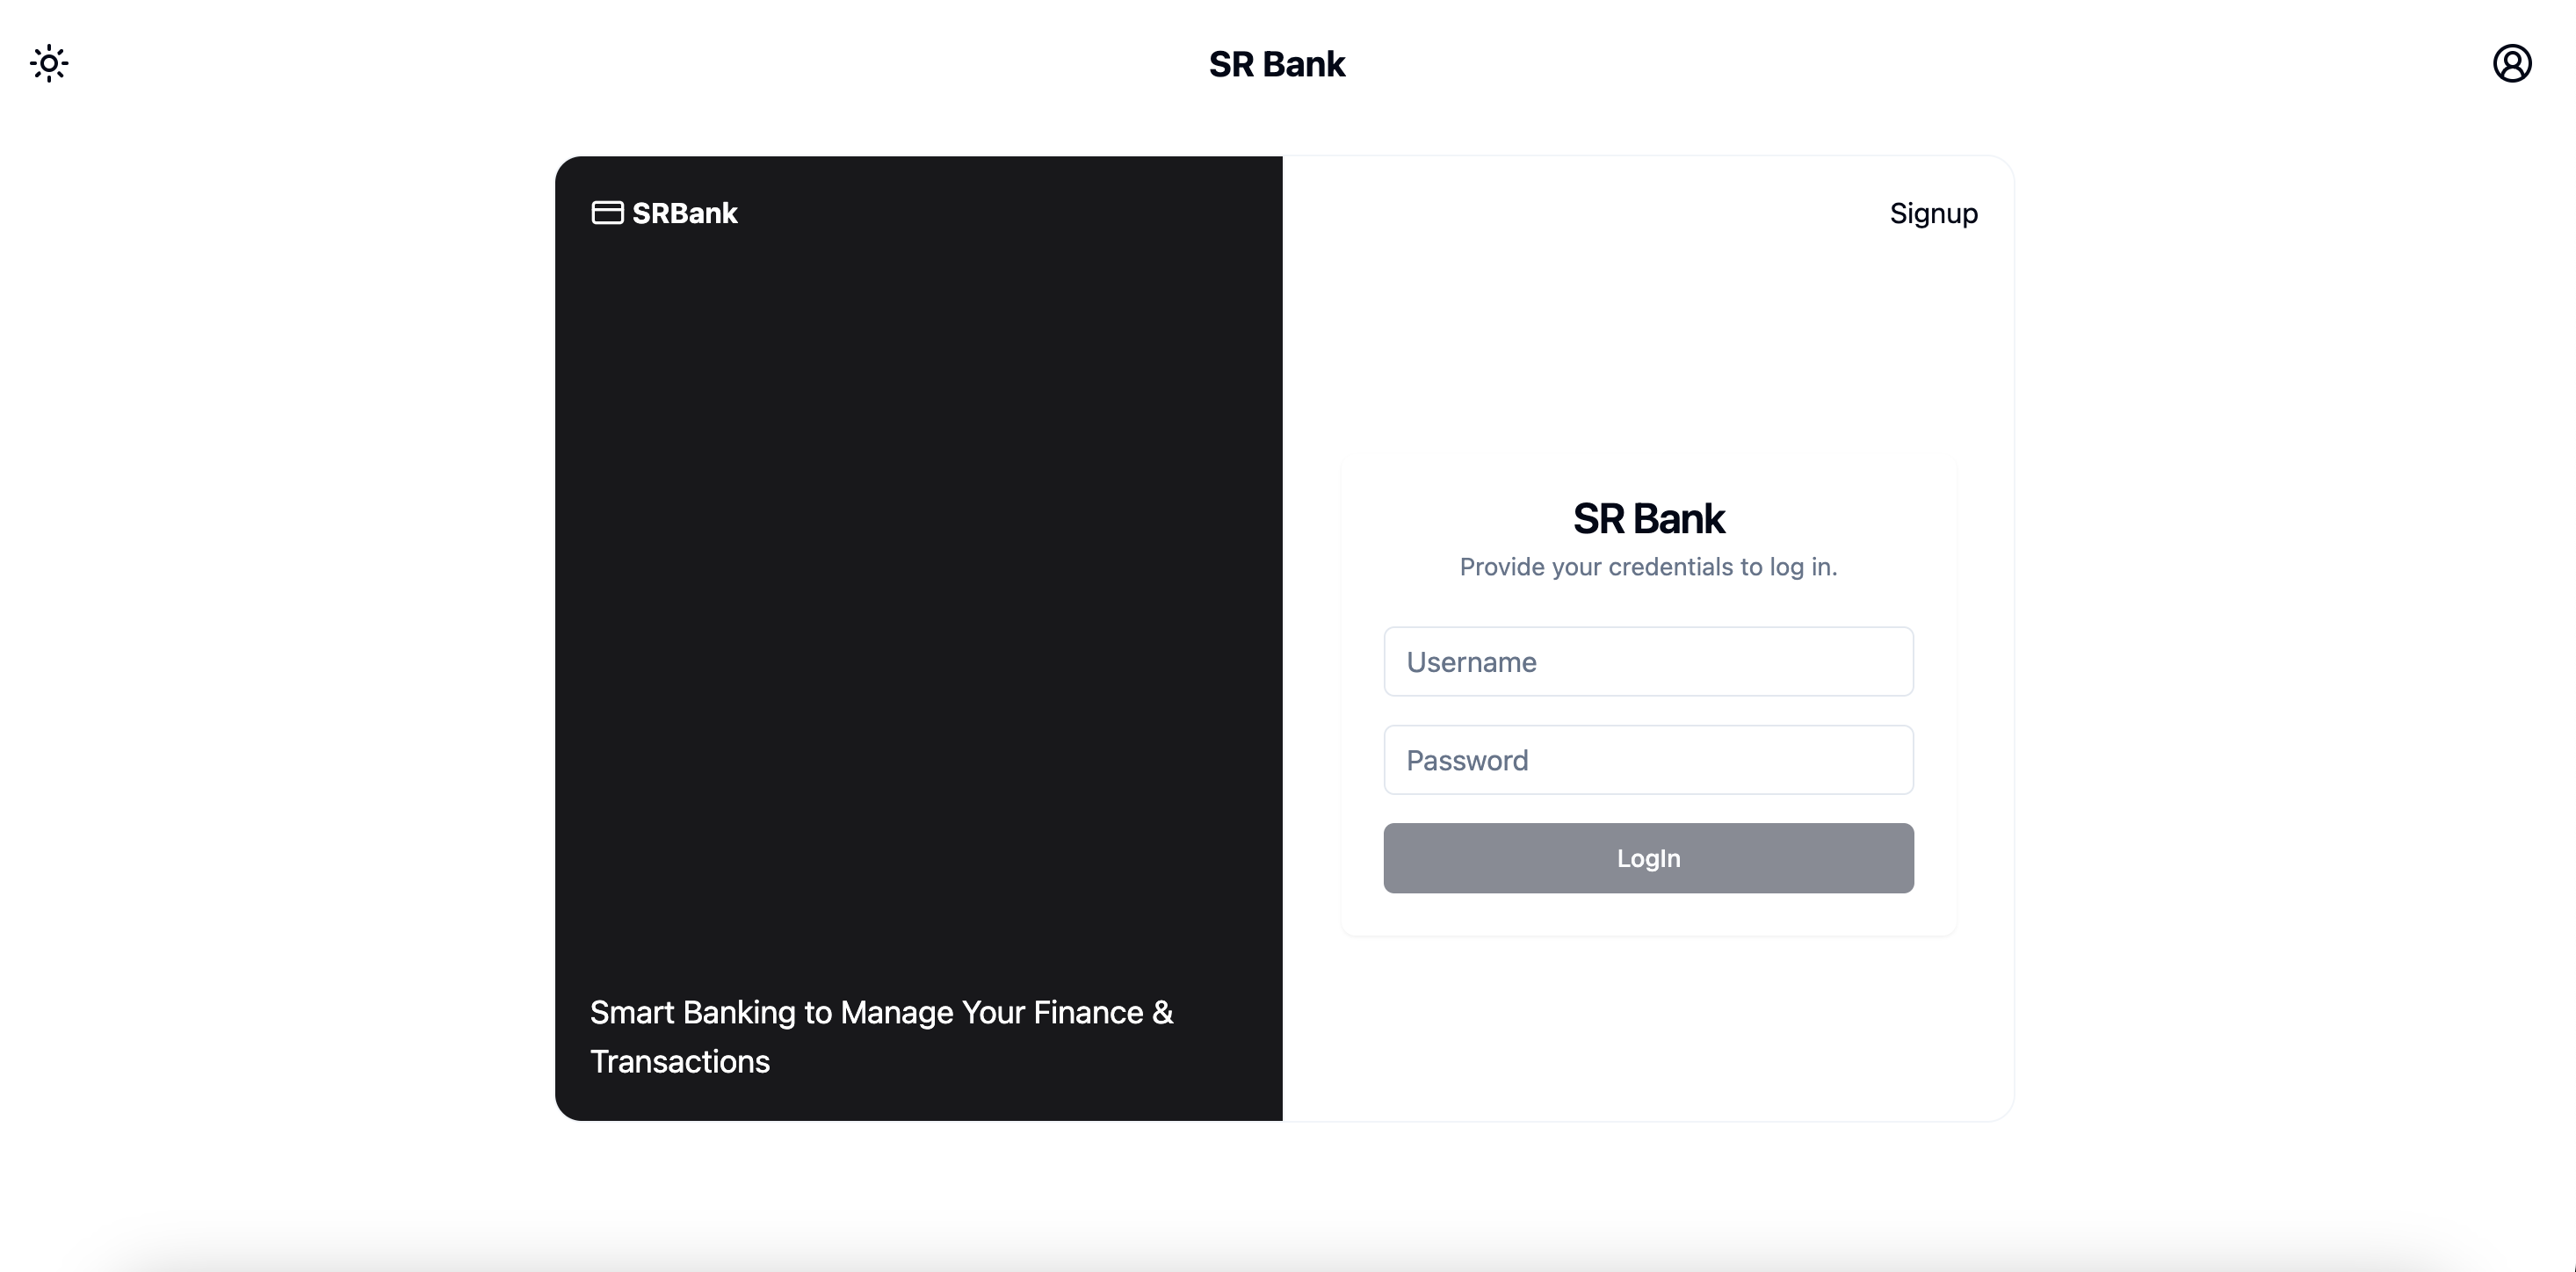 SR Bank
SRBank
Signup
SR Bank
Provide your credentials to log in.
Username
Password
LogIn
Smart Banking to Manage Your Finance &
Transactions